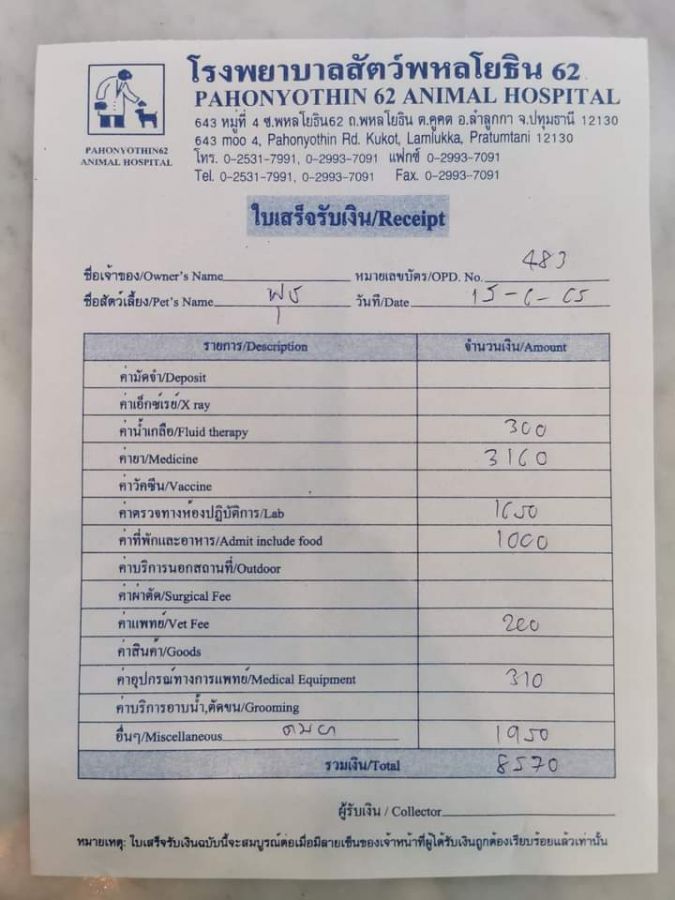 โรงพยาบาลสัตว์พหลโยธิน 62
PAHONYOTHIN 62 ANIMAL HOSPITAL
643 หมู่ที่ 4 ซ.พหลโยธิน62 ถ.พหลโยธิน ต.คูคต อ.ลำลูกกา จ.ปทุมธานี 12130
643 moo 4, Pahonyothin Rd. Kukot, Lamlukka, Pratumtani 12130
โทร. 0-2531-7991, 0-2993-7091 แฟกซ์ 0-2993-7091
Tel. 0-2531-7991, 0-2993-7091 Fax. 0-2993-7091
PAHONYOTHIN62
ANIMAL HOSPITAL
ใบเสร็จรับเงิน/Receipt
ชื่อเจ้าของ/Owner's Name หมายเลขบัตร/OPD. No. 483
ชื่อสัตว์เลี้ยง/Pet's Name วันที่/Date 15-6-65
รายการ/Description จำนวนเงิน/Amount
ค่ามัดจำ/Deposit
ค่าเอ็กซ์เรย์/X ray
ค่าน้ำเกลือ/Fluid therapy 300
ค่ายา/Medicine 3160
ค่าวัคซีน/Vaccine
ค่าตรวจทางห้องปฏิบัติการ/Lab 1650
ค่าที่พักและอาหาร/Admit include food 1000
ค่าบริการนอกสถานที่/Outdoor
ค่าผ่าตัด/Surgical Fee
ค่าแพทย์/Vet Fee 200
ค่าสินค้า/Goods
ค่าอุปกรณ์ทางการแพทย์/Medical Equipment 310
ค่าบริการอาบน้ำ,ตัดขน/Grooming
อื่นๆ/Miscellaneous 1950
รวมเงิน/Total 8570
ผู้รับเงิน / Collector
หมายเหตุ: ใบเสร็จรับเงินฉบับนี้จะสมบูรณ์ต่อเมื่อมีลายเซ็นของเจ้าหน้าที่ผู้ได้รับเงินถูกต้องเรียบร้อยแล้วเท่านั้น